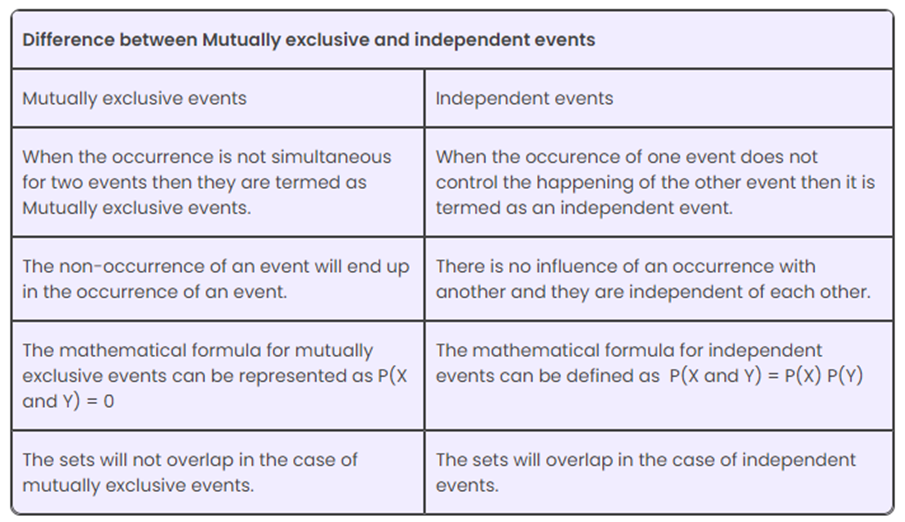 Difference between Mutually exclusive and independent events
Mutually exclusive events
Independent events
When the occurrence is not simultaneous
for two events then they are termed as
Mutually exclusive events.
When the occurence of one event does not
control the happening of the other event then it is
termed as an independent event.
The non-occurrence of an event will end up
in the occurrence of an event.
There is no influence of an occurrence with
another and they are independent of each other.
The mathematical formula for mutually
exclusive events can be represented as P(X
and Y) = 0
The mathematical formula for independent
events can be defined as P(X and Y) = P(X) P(Y)
The sets will not overlap in the case of
mutually exclusive events.
The sets will overlap in the case of independent
events.